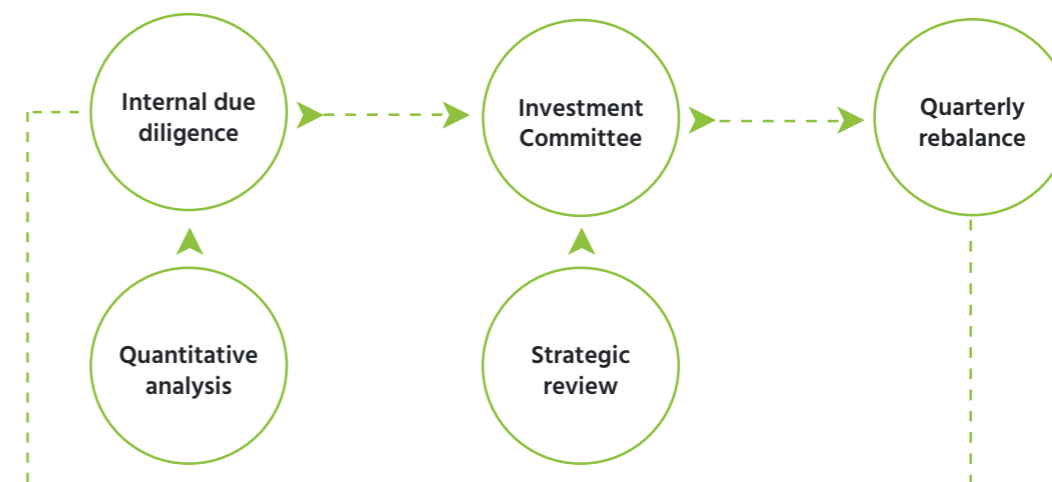 Internal due
diligence
Investment
Committee
Quarterly
rebalance
Quantitative
analysis
Strategic
review